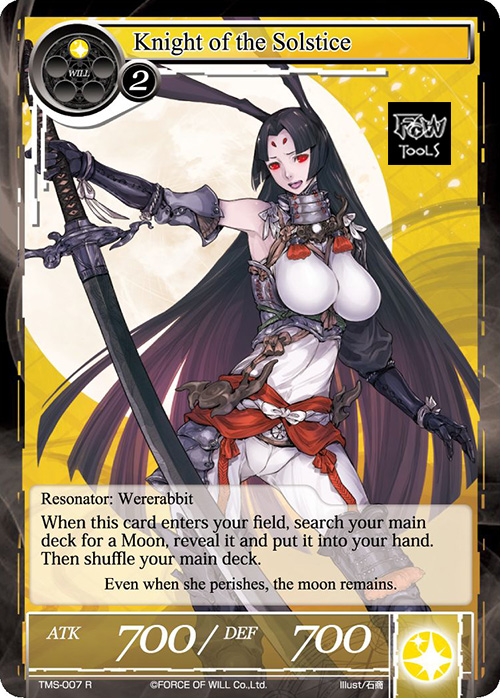 Knight of the Solstice
WILL
2
FOW
TOOLS
Resonator: Wererabbit
When this card enters your field, search your main
deck for a Moon, reveal it and put it into your hand.
Then shuffle your main deck.
Even when she perishes, the moon remains.
ATK 700/ DEF 700
TMS-007 R ©FORCE OF WILL Co.,Ltd. Illust/石商